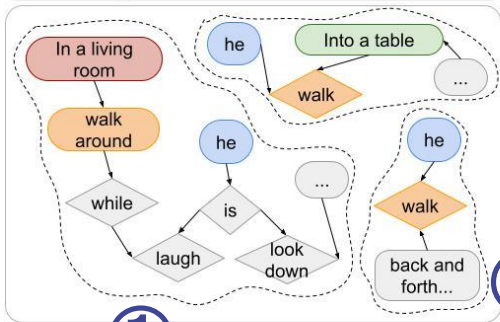 In a living
room
walk
around
while
he
is
laugh
look
down
...
he
Into a table
walk
...
he
walk
back and
forth...
1